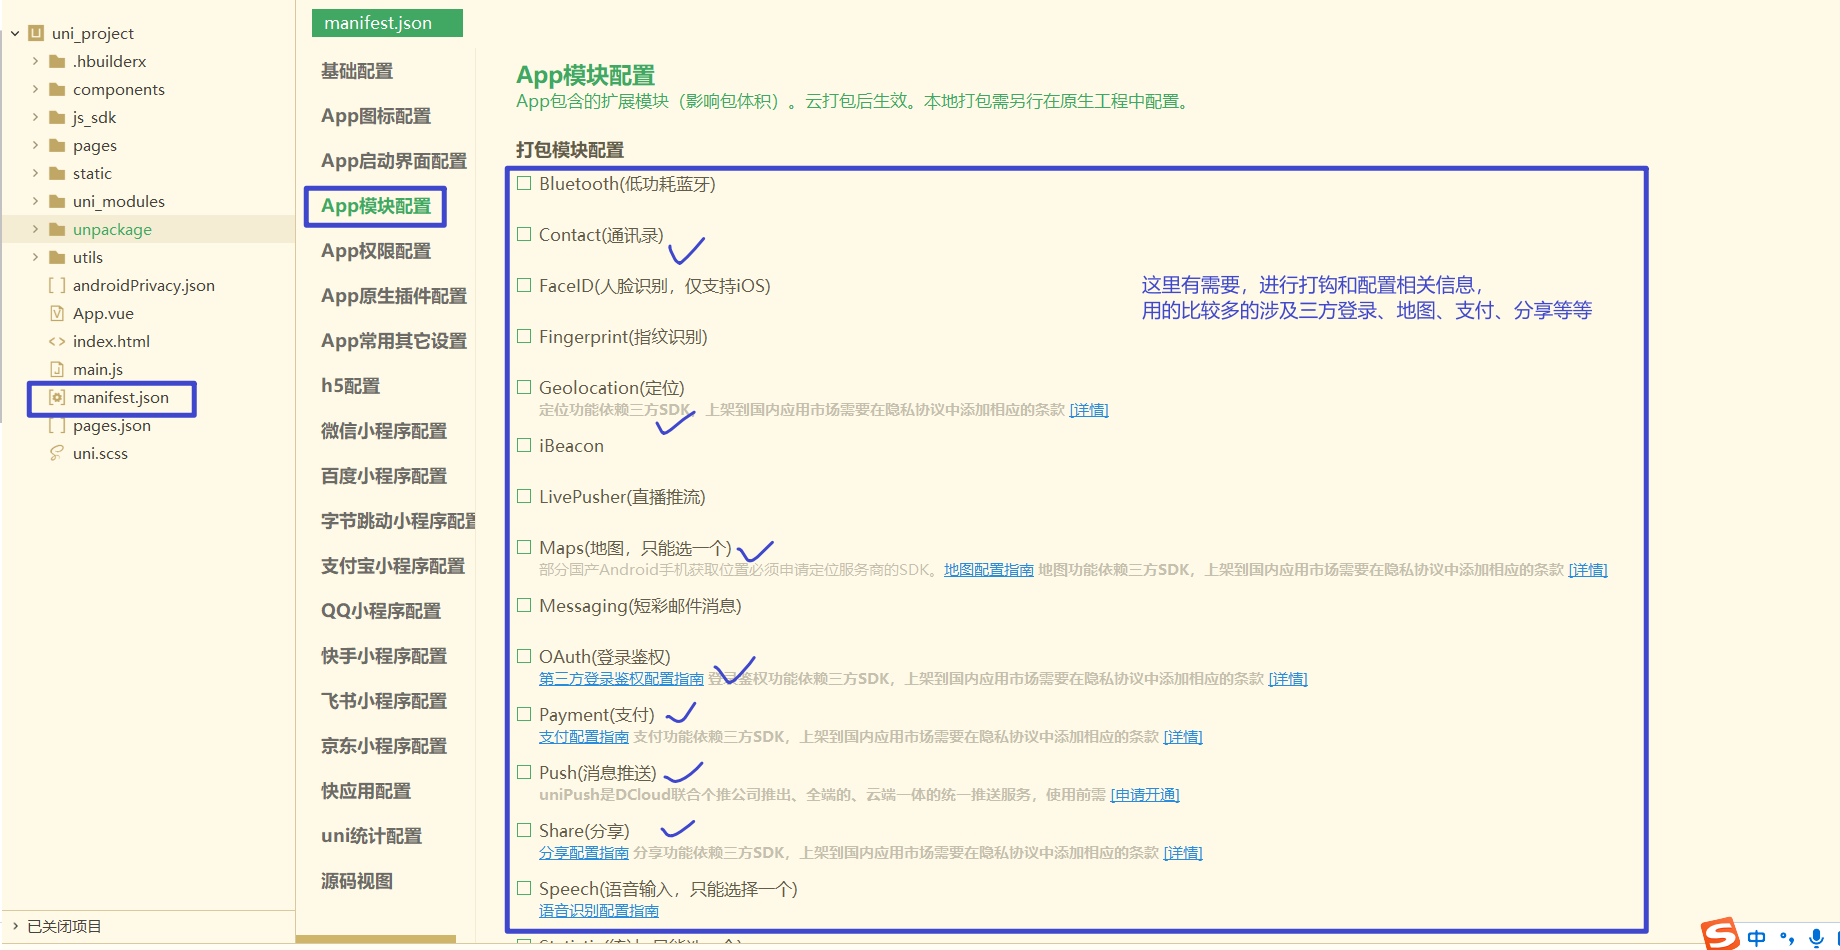 uni_project
.hbuilderx
components
js_sdk
pages
static
uni_modules
unpackage
utils
androidPrivacy.json
App.vue
index.html
main.js
manifest.json
pages.json
uni.scss
已关闭项目
manifest.json
基础配置
App图标配置
App启动界面配置
App模块配置
App权限配置
App原生插件配置
App常用其它设置
h5配置
微信小程序配置
百度小程序配置
字节跳动小程序配置
支付宝小程序配置
QQ小程序配置
快手小程序配置
飞书小程序配置
京东小程序配置
快应用配置
uni统计配置
源码视图
App模块配置
App包含的扩展模块（影响包体积）。云打包后生效。本地打包需另行在原生工程中配置。
打包模块配置
Bluetooth(低功耗蓝牙)
Contact(通讯录)
FaceID(人脸识别，仅支持iOS)
这里有需要，进行打钩和配置相关信息，
用的比较多的涉及三方登录、地图、支付、分享等等
Fingerprint(指纹识别)
Geolocation(定位)
定位功能依赖三方SDK，上架到国内应用市场需要在隐私协议中添加相应的条款 [详情]
iBeacon
LivePusher(直播推流)
Maps(地图，只能选一个)
部分国产Android手机获取位置必须申请定位服务商的SDK。地图配置指南 地图功能依赖三方SDK，上架到国内应用市场需要在隐私协议中添加相应的条款 [详情]
Messaging(短彩邮件消息)
OAuth(登录鉴权)
第三方登录鉴权配置指南 登录鉴权功能依赖三方SDK，上架到国内应用市场需要在隐私协议中添加相应的条款 [详情]
Payment(支付)
支付配置指南 支付功能依赖三方SDK，上架到国内应用市场需要在隐私协议中添加相应的条款 [详情]
Push(消息推送)
uniPush是DCloud联合个推公司推出、全端的、云端一体的统一推送服务，使用前需 [申请开通]
Share(分享)
分享配置指南 分享功能依赖三方SDK，上架到国内应用市场需要在隐私协议中添加相应的条款 [详情]
Speech(语音输入，只能选择一个)
语音识别配置指南
中